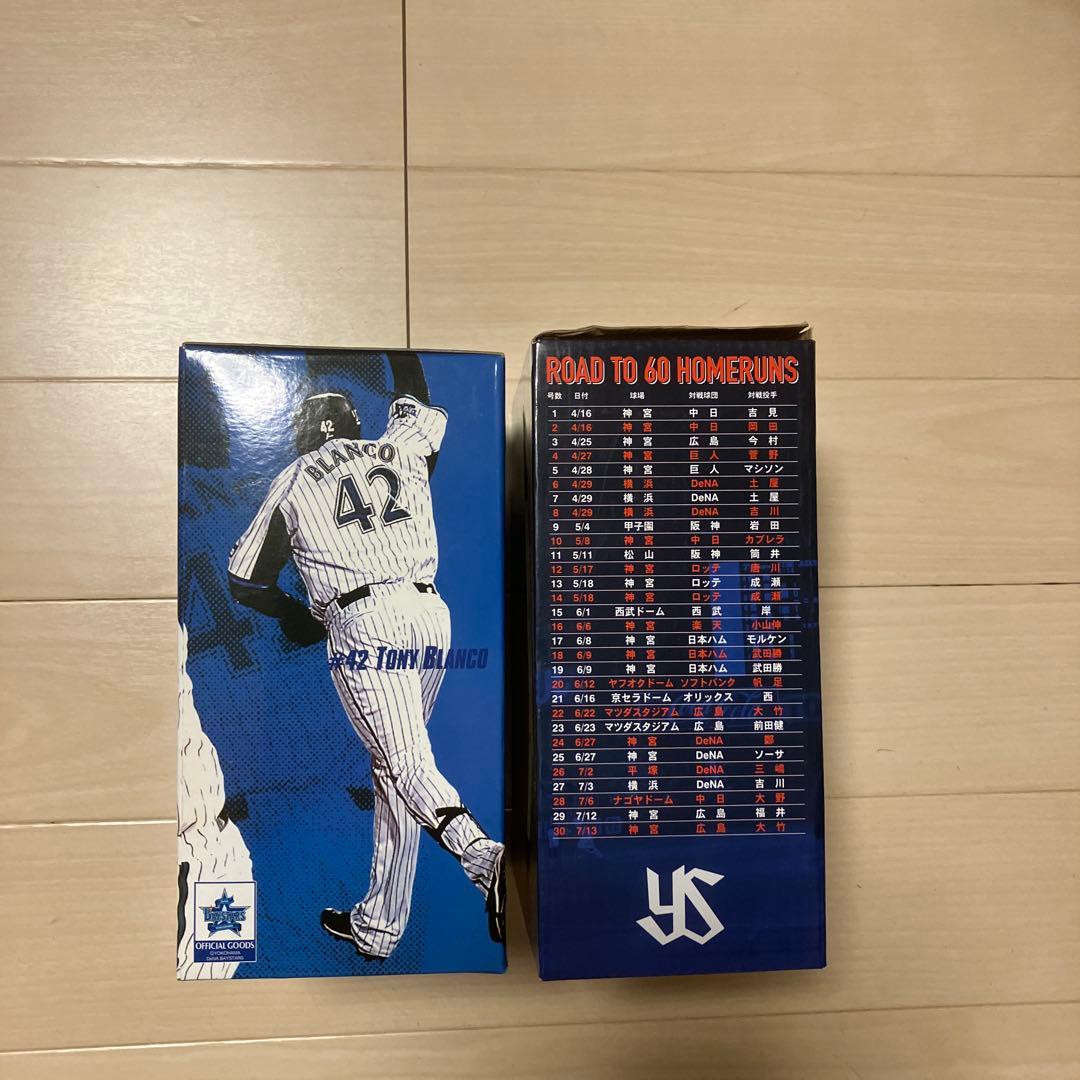 42
BLANCO
42
#42 TONY BLANCO
BAYSTARS
OFFICIAL GOODS
©YOKOHAMA
DeNA BAYSTARS
ROAD TO 60 HOMERUNS
号数 日付 球場 対戦球団 対戦投手
1 4/16 神宮 中日 吉見
2 4/16 神宮 中日 岡田
3 4/25 神宮 広島 今村
4 4/27 神宮 巨人 菅野
5 4/28 神宮 巨人 マシソン
6 4/29 横浜 DeNA 土屋
7 4/29 横浜 DeNA 土屋
8 4/29 横浜 DeNA 吉川
9 5/4 甲子園 阪神 岩田
10 5/8 神宮 中日 カブレラ
11 5/11 松山 阪神 筒井
12 5/17 神宮 ロッテ 唐川
13 5/18 神宮 ロッテ 成瀬
14 5/18 神宮 ロッテ 成瀬
15 6/1 西武ドーム 西武 岸
16 6/6 神宮 楽天 小山伸
17 6/8 神宮 日本ハム モルケン
18 6/9 神宮 日本ハム 武田勝
19 6/9 神宮 日本ハム 武田勝
20 6/12 ヤフオクドーム ソフトバンク 帆足
21 6/16 京セラドーム オリックス 西
22 6/22 マツダスタジアム 広島 大竹
23 6/23 マツダスタジアム 広島 前田健
24 6/27 神宮 DeNA 鄭
25 6/27 神宮 DeNA ソーサ
26 7/2 平塚 DeNA 三嶋
27 7/3 横浜 DeNA 吉川
28 7/6 ナゴヤドーム 中日 大野
29 7/12 神宮 広島 福井
30 7/13 神宮 広島 大竹
YS